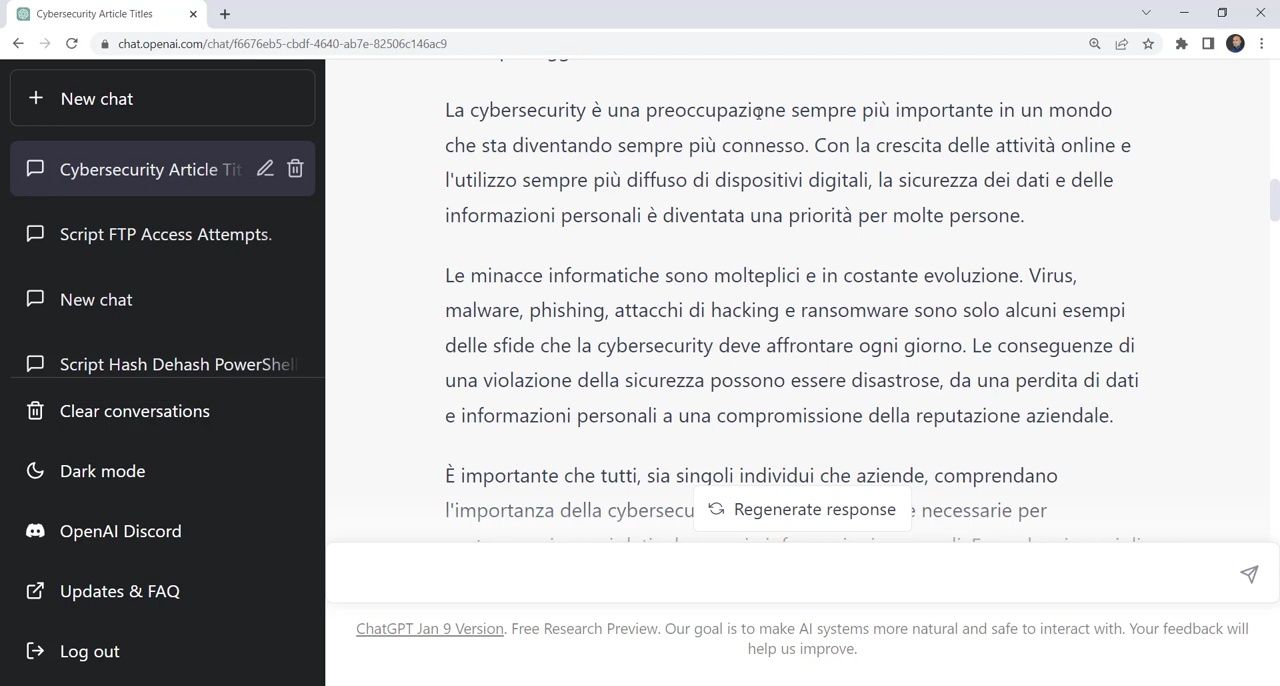 Cybersecurity Article Titles
chat.openai.com/chat/f6676eb5-cbdf-4640-ab7e-82506c146ac9
New chat
Cybersecurity Article Tit
Script FTP Access Attempts.
New chat
Script Hash Dehash PowerShell
Clear conversations
Dark mode
OpenAI Discord
Updates & FAQ
Log out
La cybersecurity è una preoccupazione sempre più importante in un mondo
che sta diventando sempre più connesso. Con la crescita delle attività online e
l'utilizzo sempre più diffuso di dispositivi digitali, la sicurezza dei dati e delle
informazioni personali è diventata una priorità per molte persone.
Le minacce informatiche sono molteplici e in costante evoluzione. Virus,
malware, phishing, attacchi di hacking e ransomware sono solo alcuni esempi
delle sfide che la cybersecurity deve affrontare ogni giorno. Le conseguenze di
una violazione della sicurezza possono essere disastrose, da una perdita di dati
e informazioni personali a una compromissione della reputazione aziendale.
È importante che tutti, sia singoli individui che aziende, comprendano
l'importanza della cybersecu e necessarie per
Regenerate response
ChatGPT Jan 9 Version. Free Research Preview. Our goal is to make AI systems more natural and safe to interact with. Your feedback will
help us improve.